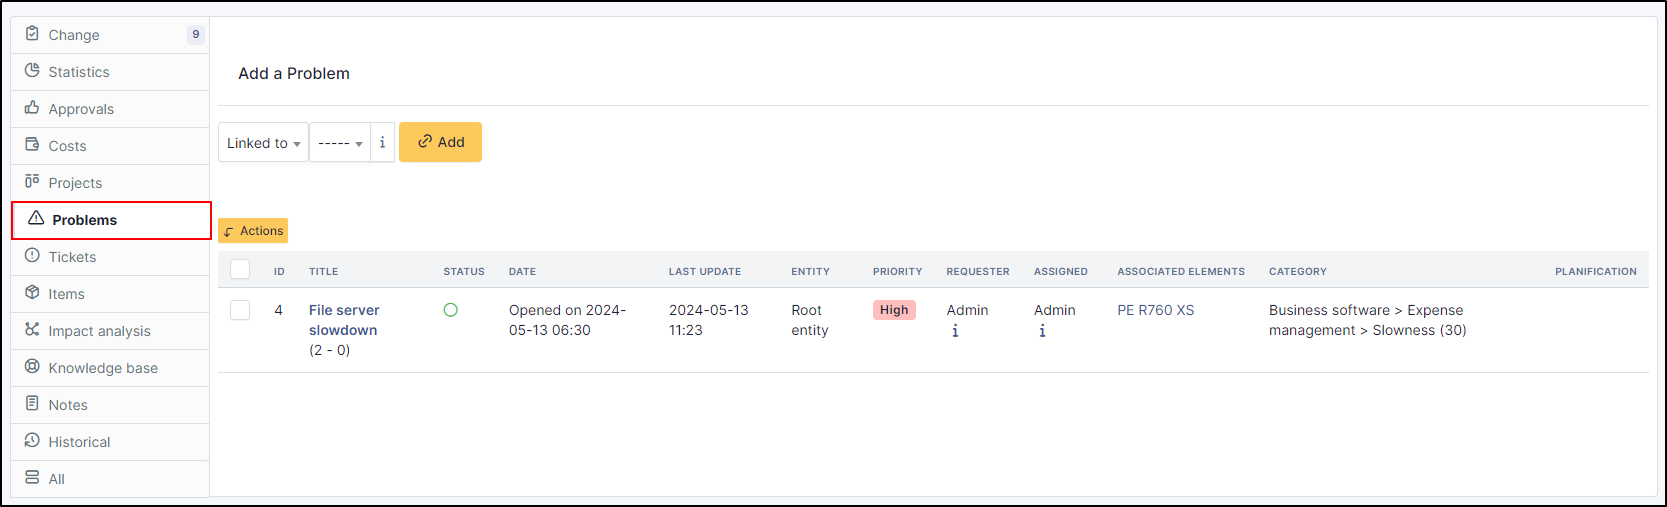 Change 9
Statistics
Approvals
Costs
Projects
Problems
Tickets
Items
Impact analysis
Knowledge base
Notes
Historical
All
Add a Problem
Linked to ----- i Add
Actions
ID TITLE STATUS DATE LAST UPDATE ENTITY PRIORITY REQUESTER ASSIGNED ASSOCIATED ELEMENTS CATEGORY PLANIFICATION
4 File server Opened on 2024- 2024-05-13 Root High Admin Admin PE R760 XS Business software > Expense
slowdown 05-13 06:30 11:23 entity i i management > Slowness (30)
(2 - 0)